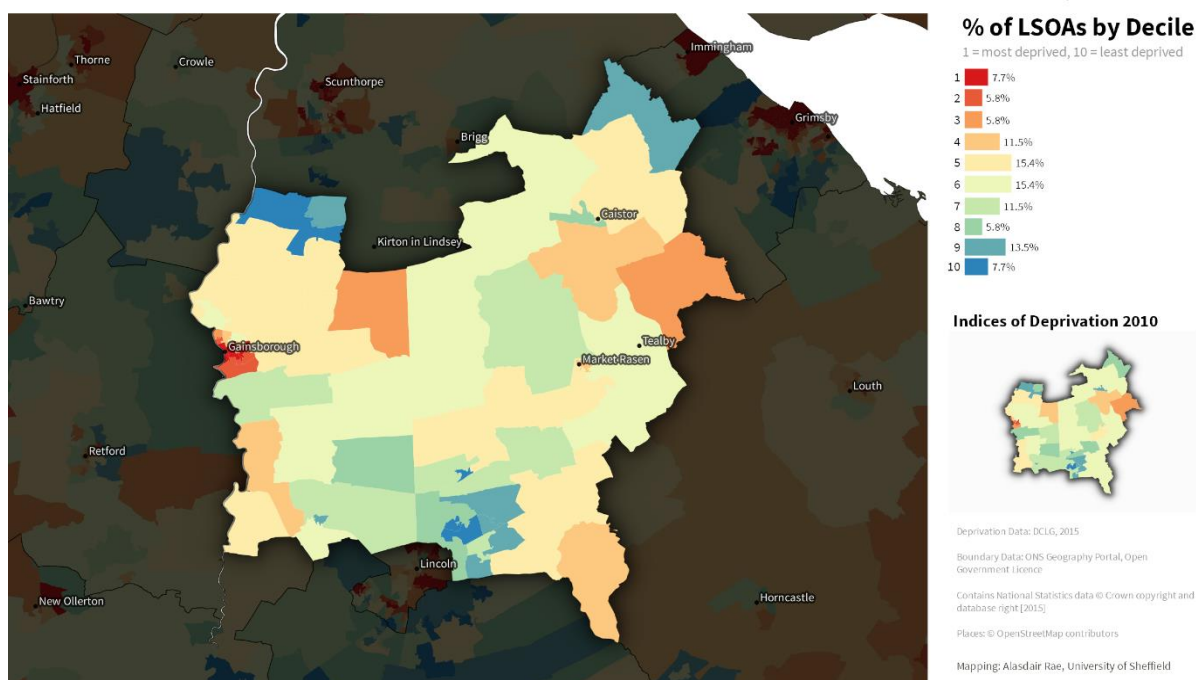 Thorne
Crowle
Stainforth
Hatfield
Scunthorpe
Immingham
Grimsby
Brigg
Caistor
Kirton in Lindsey
Bawtry
Gainsborough
Tealby
Market Rasen
Louth
Retford
Lincoln
New Ollerton
Horncastle
% of LSOAs by Decile
1 = most deprived, 10 = least deprived
1 7.7%
2 5.8%
3 5.8%
4 11.5%
5 15.4%
6 15.4%
7 11.5%
8 5.8%
9 13.5%
10 7.7%
Indices of Deprivation 2010
Deprivation Data: DCLG, 2015
Boundary Data: ONS Geography Portal, Open
Government Licence
Contains National Statistics data © Crown copyright and
database right [2015]
Places: © OpenStreetMap contributors
Mapping: Alasdair Rae, University of Sheffield